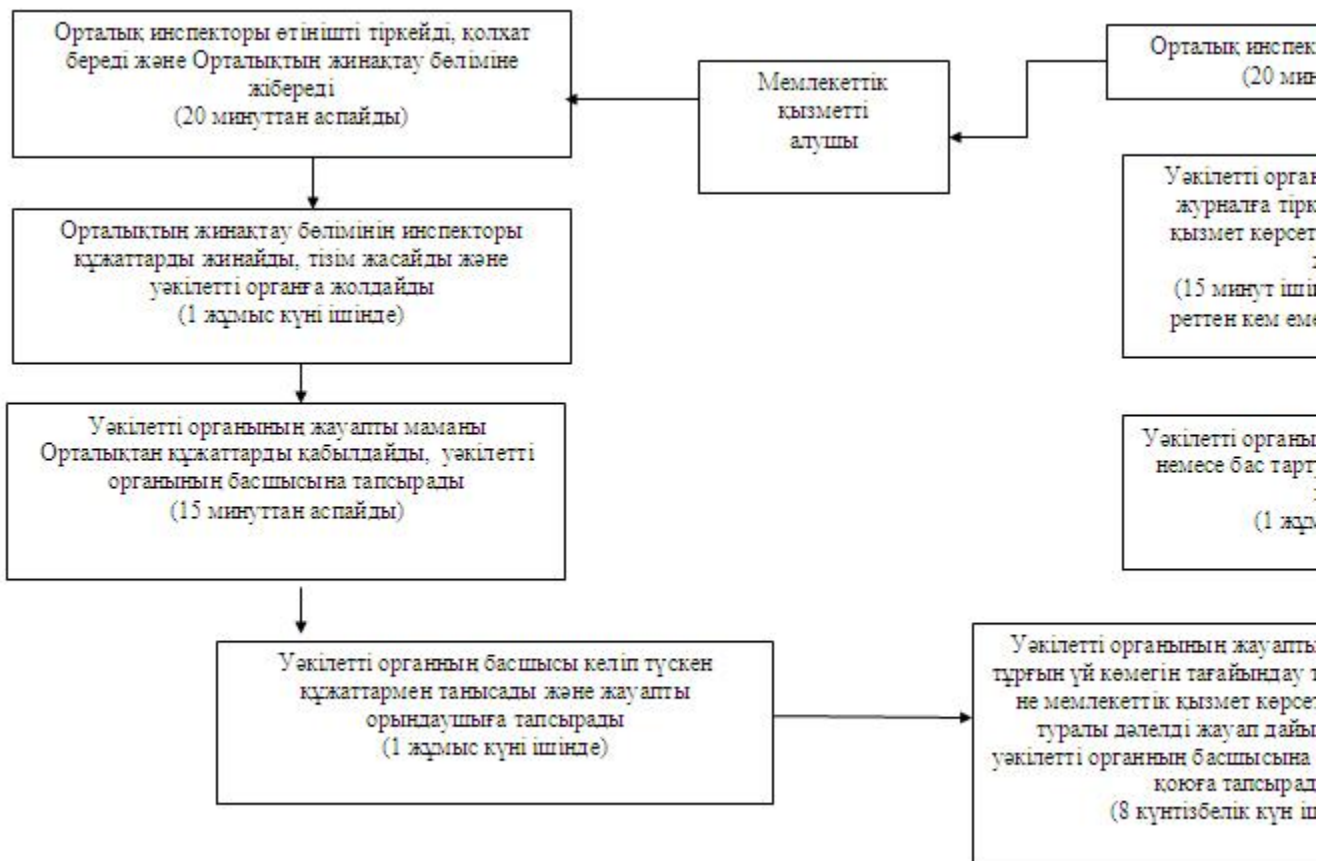 Орталық инспекторы өтінішті тіркейді, қолхат
береді және Орталықтың жинақтау бөліміне
жібереді
(20 минуттан аспайды)
Мемлекеттік
қызметті
алушы
Орталық инспек
(20 мин
Орталықтың жинақтау бөлімінің инспекторы
құжаттарды жинайды, тізім жасайды және
уәкілетті органға жолдайды
(1 жұмыс күні ішінде)
Уәкілетті орган
журналға тірк
қызмет көрсет
(15 минут ішін
реттен кем еме
Уәкілетті органының жауапты маманы
Орталықтан құжаттарды қабылдайды, уәкілетті
органының басшысына тапсырады
(15 минуттан аспайды)
Уәкілетті органы
немесе бас тарт
(1 жұм
Уәкілетті органның басшысы келіп түскен
құжаттармен танысады және жауапты
орындаушыға тапсырады
(1 жұмыс күні ішінде)
Уәкілетті органының жауапты
тұрғын үй көмегін тағайындау т
не мемлекеттік қызмет көрсет
туралы дәлелді жауап дайы
уәкілетті органның басшысына
қоюға тапсырад
(8 күнтізбелік күн іш